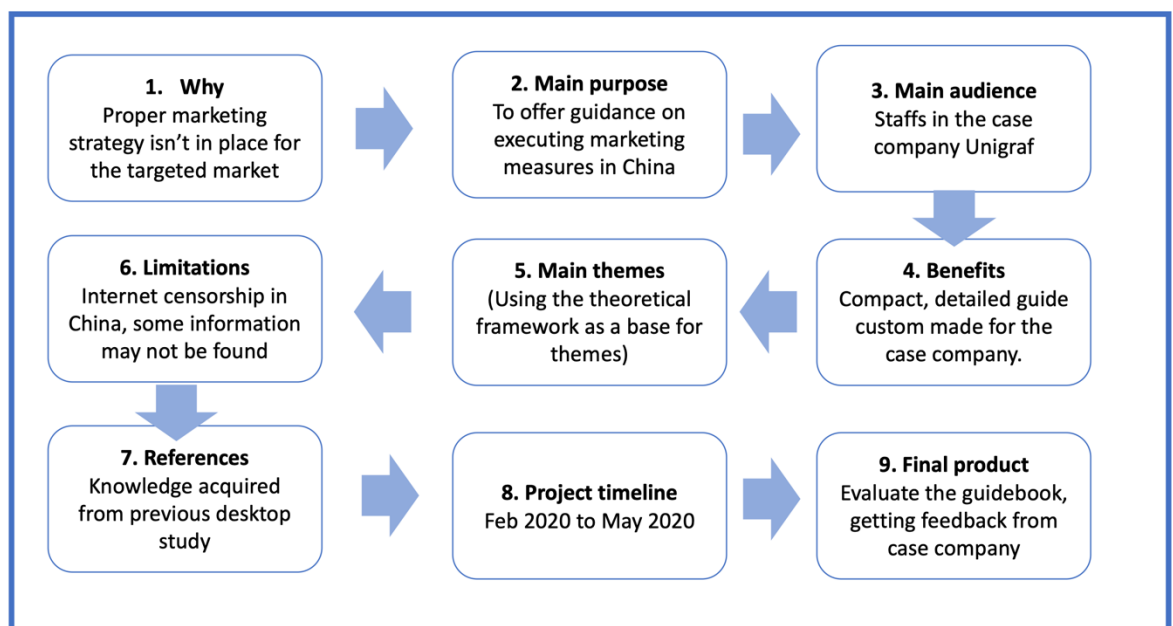 1. Why
Proper marketing
strategy isn’t in place for
the targeted market
2. Main purpose
To offer guidance on
executing marketing
measures in China
3. Main audience
Staffs in the case
company Unigraf
4. Benefits
Compact, detailed guide
custom made for the
case company.
5. Main themes
(Using the theoretical
framework as a base for
themes)
6. Limitations
Internet censorship in
China, some information
may not be found
7. References
Knowledge acquired
from previous desktop
study
8. Project timeline
Feb 2020 to May 2020
9. Final product
Evaluate the guidebook,
getting feedback from
case company